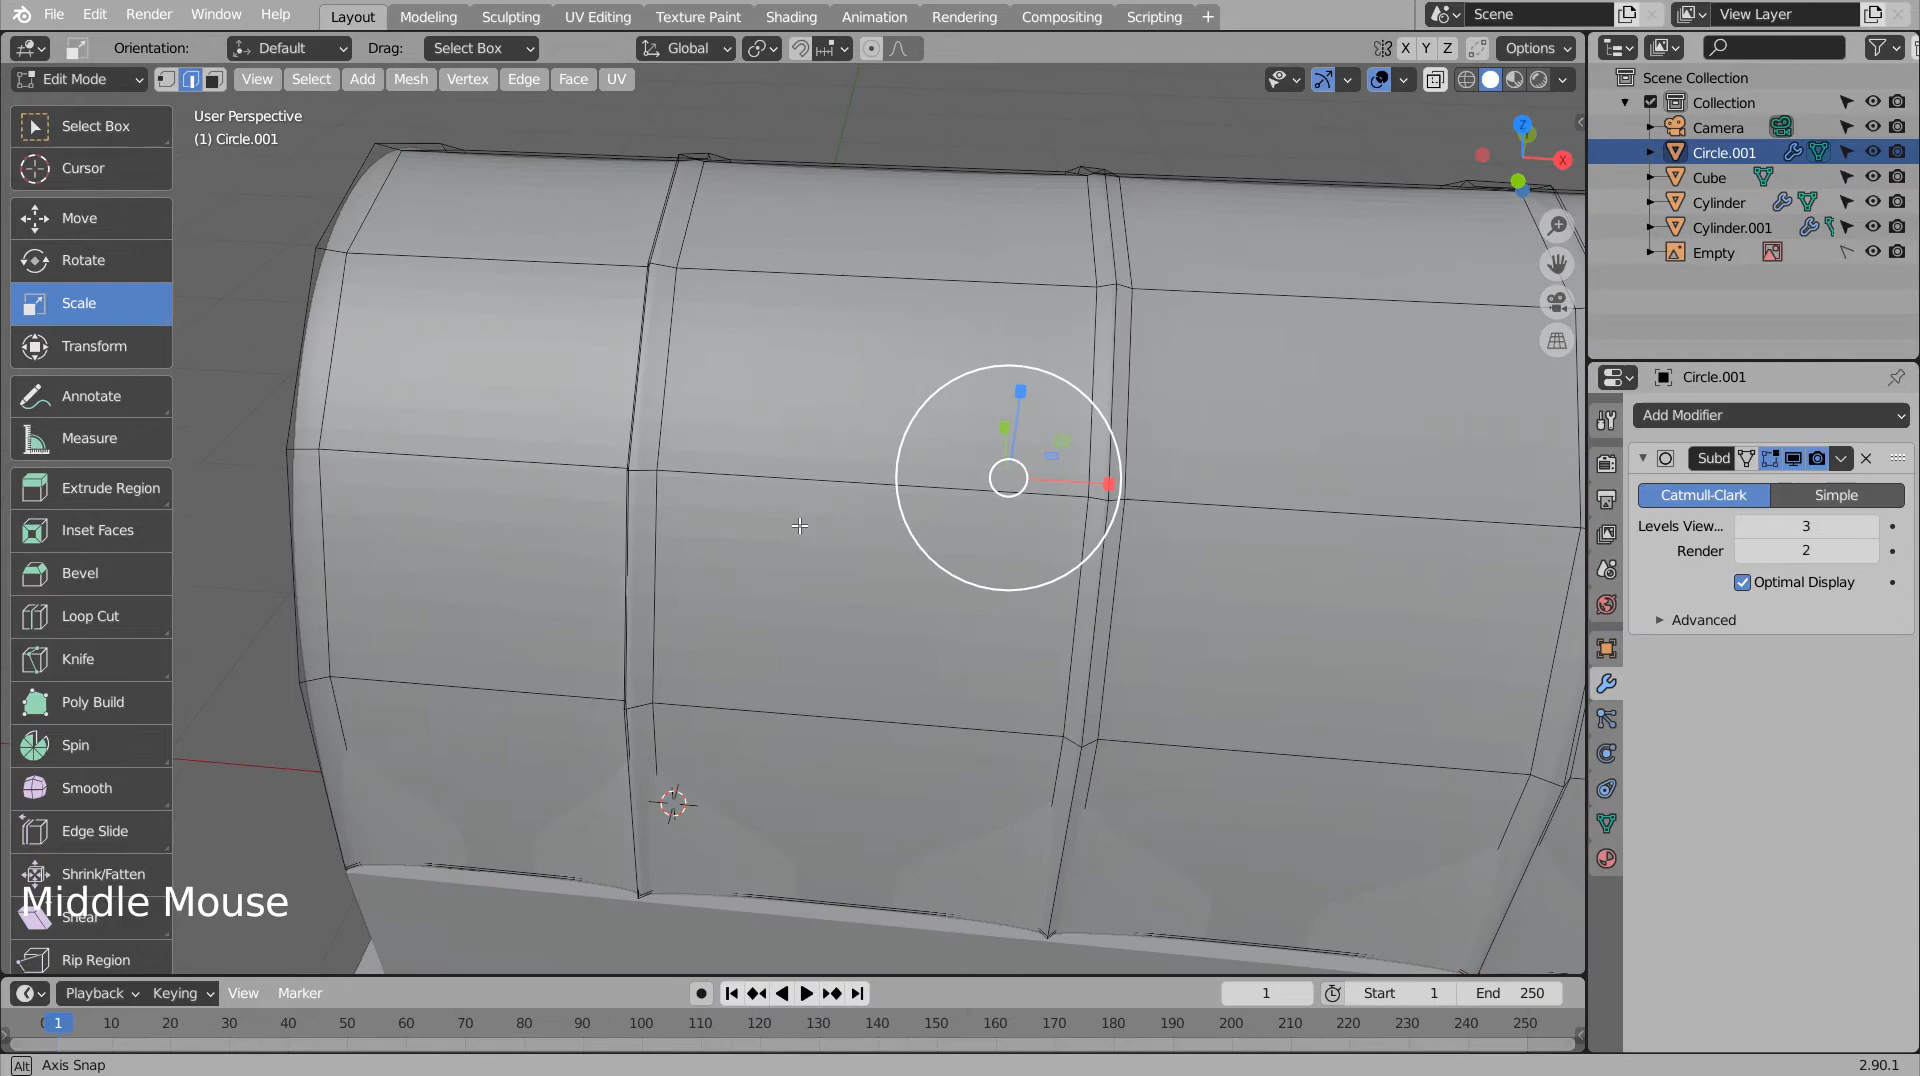 File Edit Render Window Help Layout Modeling Sculpting UV Editing Texture Paint Shading Animation Rendering Compositing Scripting + Scene View Layer
Orientation: Default Drag: Select Box Global X Y Z Options
Edit Mode View Select Add Mesh Vertex Edge Face UV
User Perspective
(1) Circle.001
Select Box
Cursor
Move
Rotate
Scale
Transform
Annotate
Measure
Extrude Region
Inset Faces
Bevel
Loop Cut
Knife
Poly Build
Spin
Smooth
Edge Slide
Shrink/Fatten
Shear
Rip Region
Middle Mouse
Z
X
Scene Collection
Collection
Camera
Circle.001
Cube
Cylinder
Cylinder.001
Empty
Circle.001
Add Modifier
Subd
Catmull-Clark Simple
Levels View... 3
Render 2
Optimal Display
Advanced
Playback Keying View Marker 1 Start 1 End 250
0 1 10 20 30 40 50 60 70 80 90 100 110 120 130 140 150 160 170 180 190 200 210 220 230 240 250
Alt Axis Snap 2.90.1